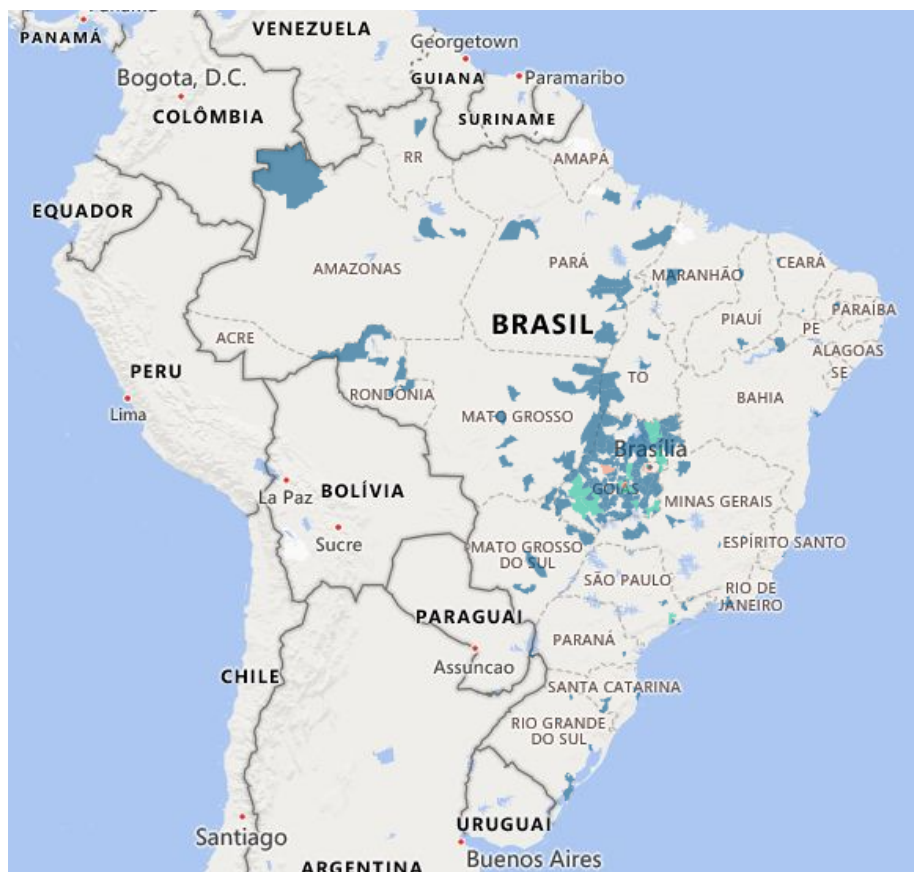 PANAMÁ
VENEZUELA
Georgetown
GUIANA
Paramaribo
Bogota, D.C.
COLÔMBIA
SURINAME
RR
AMAPÁ
EQUADOR
AMAZONAS
PARÁ
MARANHÃO
CEARÁ
BRASIL
PIAUÍ
PARAÍBA
PE
ACRE
ALAGOAS
SE
PERU
TO
RONDÔNIA
BAHIA
Lima
MATO GROSSO
Brasília
La Paz
BOLÍVIA
GOIÁS
MINAS GERAIS
Sucre
MATO GROSSO
DO SUL
ESPÍRITO SANTO
SÃO PAULO
RIO DE
JANEIRO
PARAGUAI
PARANÁ
Assuncao
CHILE
SANTA CATARINA
RIO GRANDE
DO SUL
Santiago
URUGUAI
Buenos Aires
ARGENTINA